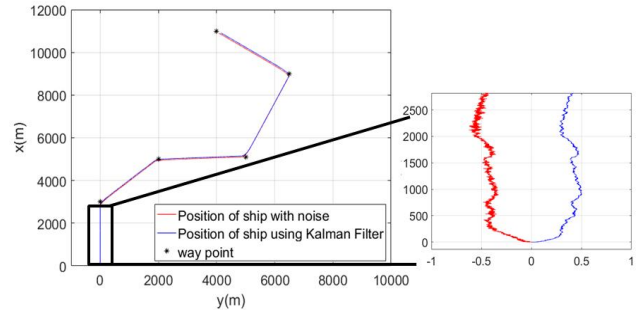 12000
10000
8000
6000
4000
2000
0
x(m)
0 2000 4000 6000 8000 10000
y(m)
Position of ship with noise
Position of ship using Kalman Filter
way point
2500
2000
1500
1000
500
0
-1 -0.5 0 0.5 1